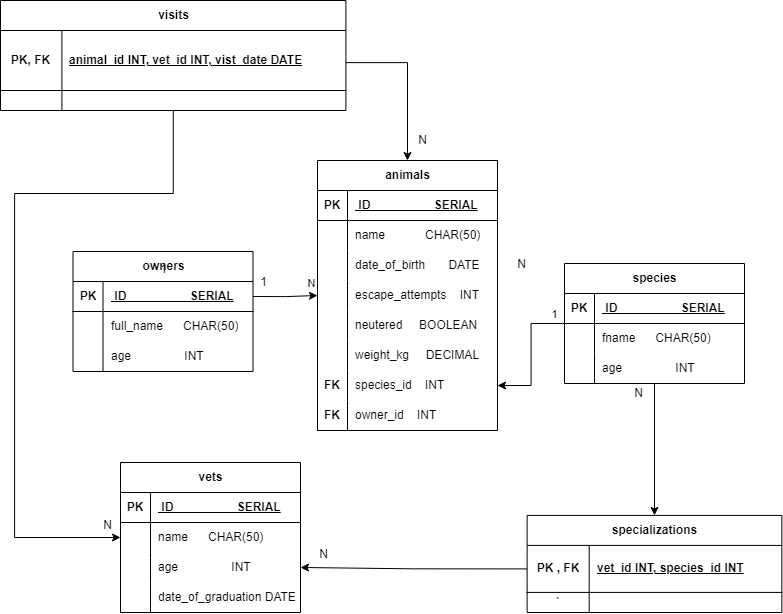 visits
PK, FK animal_id INT, vet_id INT, vist_date DATE
N
animals
PK ID SERIAL
name CHAR(50)
date_of_birth DATE
escape_attempts INT
neutered BOOLEAN
weight_kg DECIMAL
FK species_id INT
FK owner_id INT
owners
PK ID SERIAL
full_name CHAR(50)
age INT
1
N
N
species
PK ID SERIAL
fname CHAR(50)
age INT
1
N
vets
PK ID SERIAL
name CHAR(50)
age INT
date_of_graduation DATE
N
N
specializations
PK , FK vet_id INT, species_id INT
`